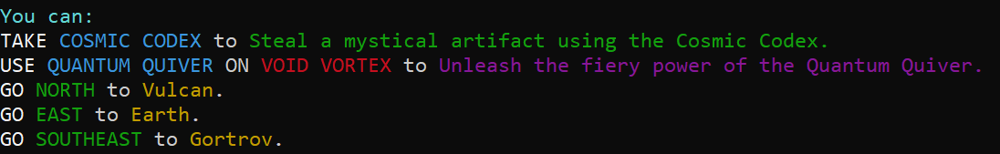 You can:
TAKE COSMIC CODEX to Steal a mystical artifact using the Cosmic Codex.
USE QUANTUM QUIVER ON VOID VORTEX to Unleash the fiery power of the Quantum Quiver.
GO NORTH to Vulcan.
GO EAST to Earth.
GO SOUTHEAST to Gortrov.